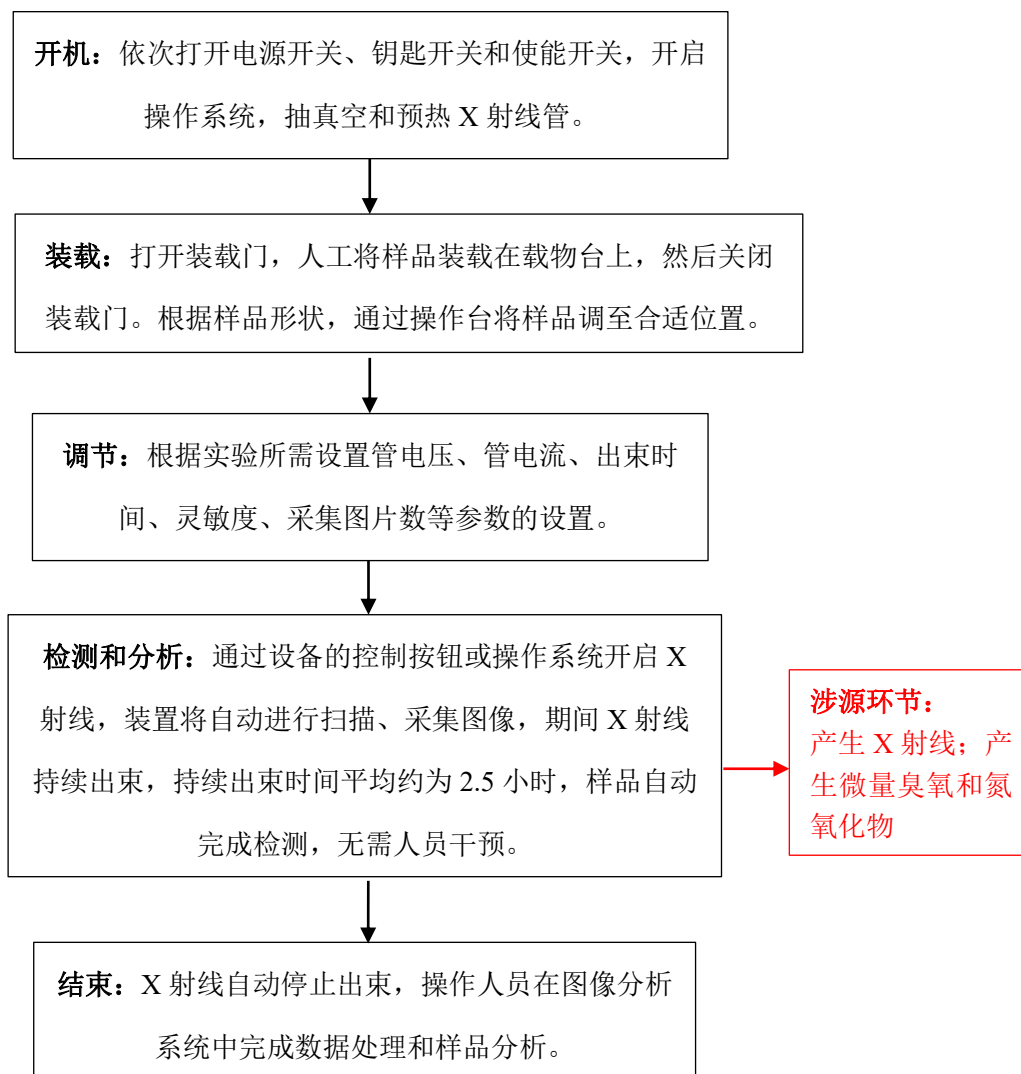 开机：依次打开电源开关、钥匙开关和使能开关，开启
操作系统，抽真空和预热 X 射线管。
装载：打开装载门，人工将样品装载在载物台上，然后关闭
装载门。根据样品形状，通过操作台将样品调至合适位置。
调节：根据实验所需设置管电压、管电流、出束时
间、灵敏度、采集图片数等参数的设置。
检测和分析：通过设备的控制按钮或操作系统开启 X
射线，装置将自动进行扫描、采集图像，期间 X 射线
持续出束，持续出束时间平均约为 2.5 小时，样品自动
完成检测，无需人员干预。
涉源环节：
产生 X 射线；产
生微量臭氧和氮
氧化物
结束：X 射线自动停止出束，操作人员在图像分析
系统中完成数据处理和样品分析。